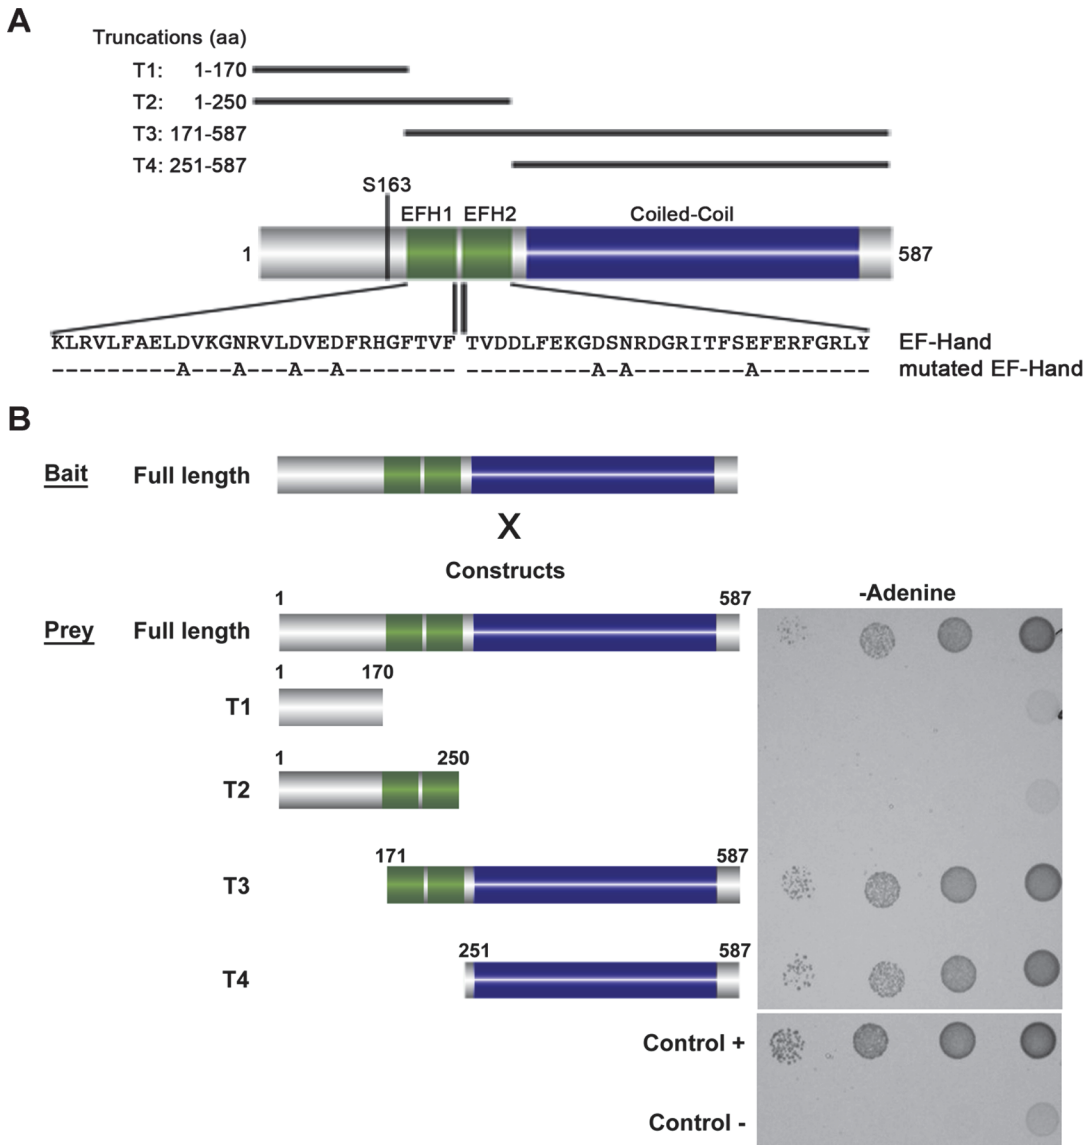 A
Truncations (aa)
T1: 1-170
T2: 1-250
T3: 171-587
T4: 251-587
S163
EFH1 EFH2 Coiled-Coil
1 587
KLRVLFAELDVKGNRVLDVEDFRHGFTVF TVDDLFEKGDSNRDGRITFSEFERFGRLY EF-Hand
---------A---A---A--A-------- ---------A-A--------A-------- mutated EF-Hand
B
Bait Full length
X
Constructs
1 587 -Adenine
Prey Full length
1 170
T1
1 250
T2
171 587
T3
251 587
T4
Control +
Control -